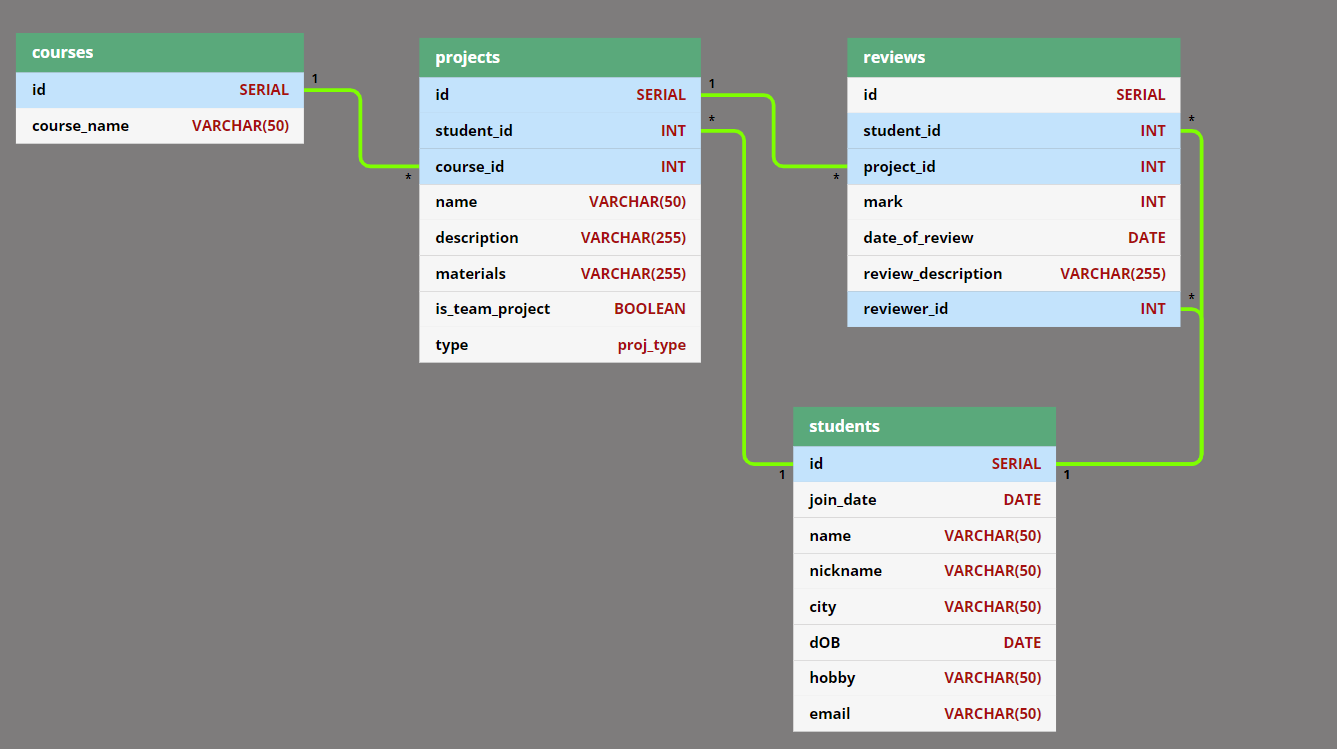 courses
id SERIAL
course_name VARCHAR(50)
1
*
projects
id SERIAL
student_id INT
course_id INT
name VARCHAR(50)
description VARCHAR(255)
materials VARCHAR(255)
is_team_project BOOLEAN
type proj_type
1
*
*
reviews
id SERIAL
student_id INT
project_id INT
mark INT
date_of_review DATE
review_description VARCHAR(255)
reviewer_id INT
*
*
students
id SERIAL
join_date DATE
name VARCHAR(50)
nickname VARCHAR(50)
city VARCHAR(50)
dOB DATE
hobby VARCHAR(50)
email VARCHAR(50)
1
1